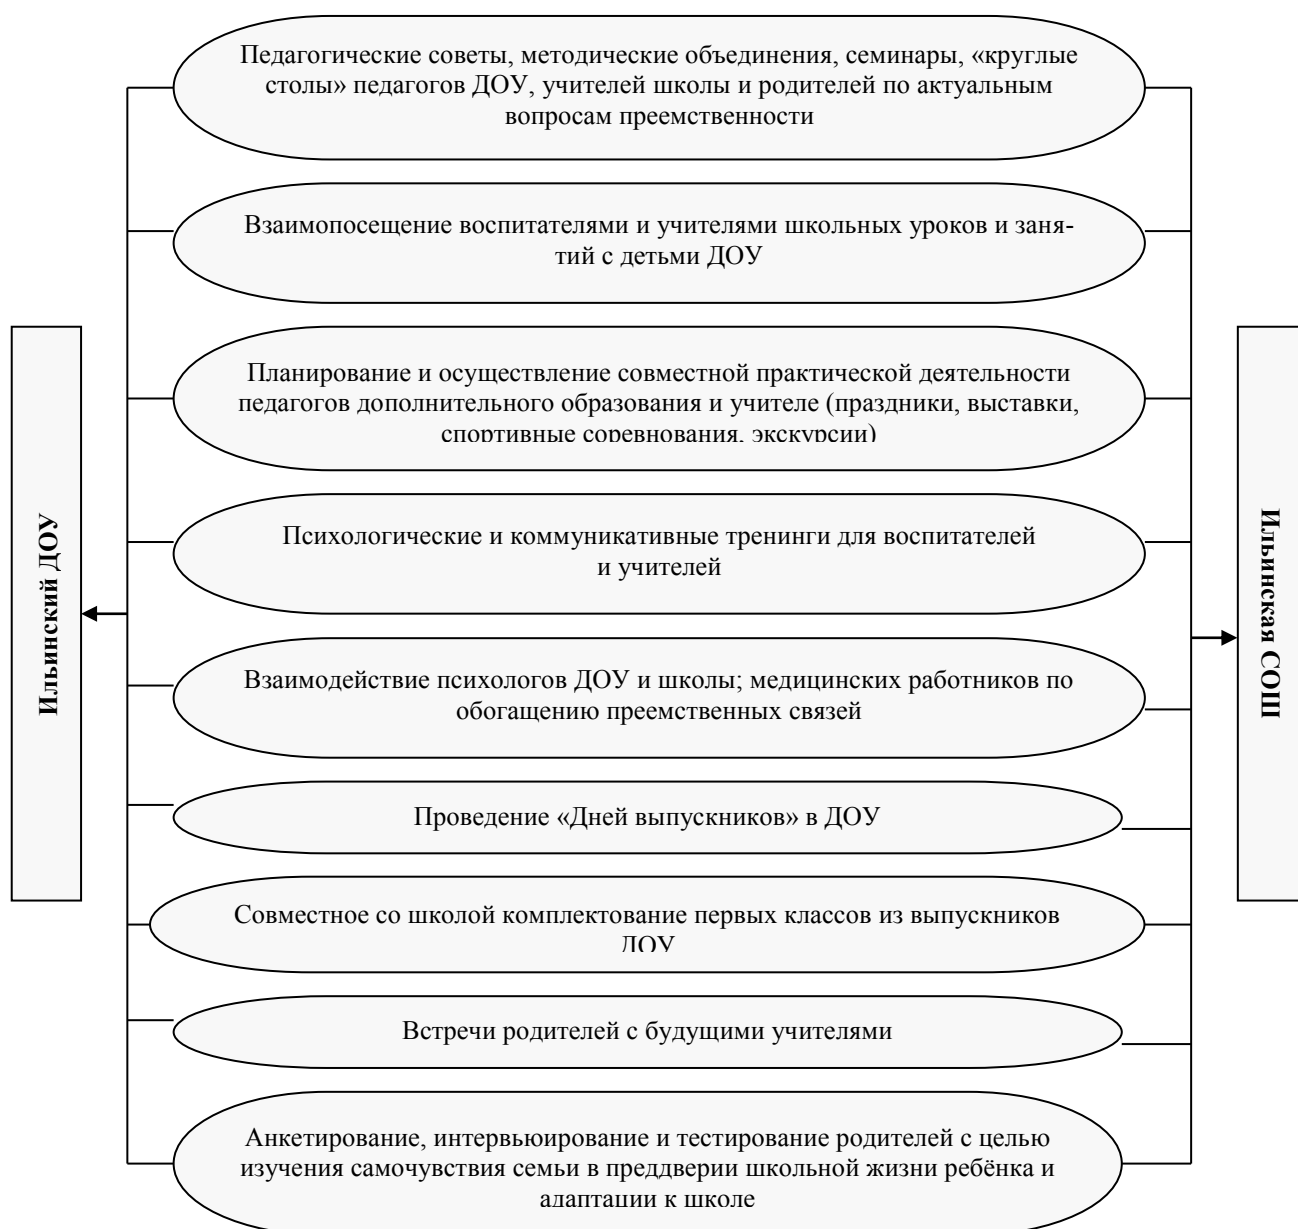 Педагогические советы, методические объединения, семинары, «круглые
столы» педагогов ДОУ, учителей школы и родителей по актуальным
вопросам преемственности
Взаимопосещение воспитателями и учителями школьных уроков и заня-
тий с детьми ДОУ
Планирование и осуществление совместной практической деятельности
педагогов дополнительного образования и учителе (праздники, выставки,
спортивные соревнования, экскурсии)
Ильинский ДОУ
Психологические и коммуникативные тренинги для воспитателей
и учителей
Ильинская СОШ
Взаимодействие психологов ДОУ и школы; медицинских работников по
обогащению преемственных связей
Проведение «Дней выпускников» в ДОУ
Совместное со школой комплектование первых классов из выпускников
ДОУ
Встречи родителей с будущими учителями
Анкетирование, интервьюирование и тестирование родителей с целью
изучения самочувствия семьи в преддверии школьной жизни ребёнка и
адаптации к школе